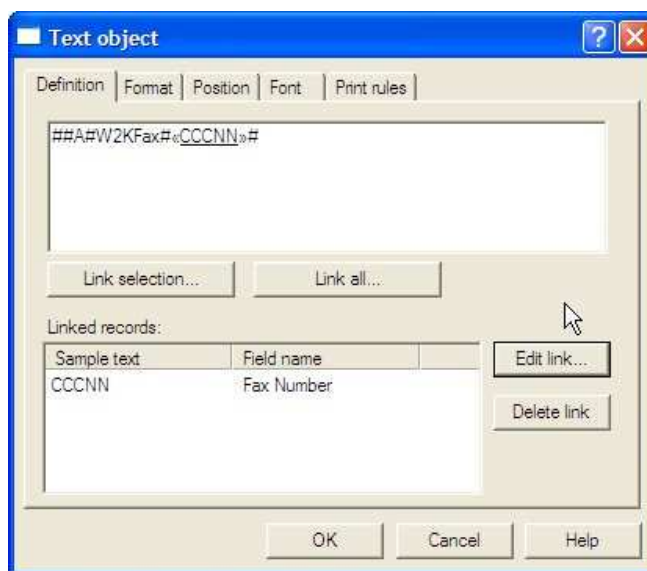 Text object
Definition Format Position Font Print rules
##A#W2KFax#«CCCNN»#
Link selection... Link all...
Linked records:
Sample text Field name
Edit link...
CCCNN Fax Number
Delete link
OK Cancel Help